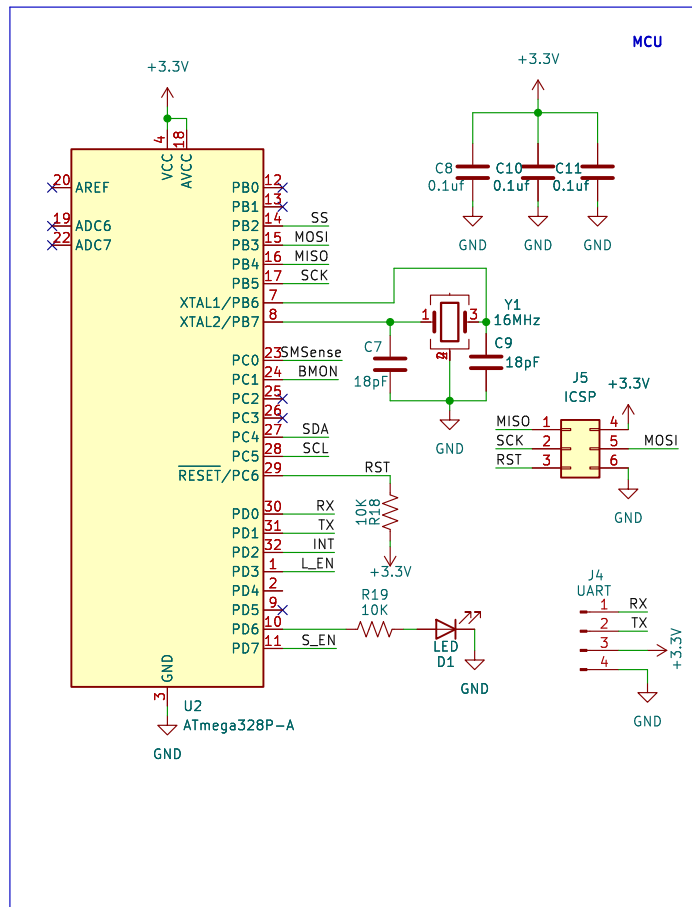 MCU
+3.3V
+3.3V
4
18
VCC
AVCC
20
AREF
19
ADC6
22
ADC7
PB0
12
PB1
13
PB2
14
SS
PB3
15
MOSI
PB4
16
MISO
PB5
17
SCK
XTAL1/PB6
7
XTAL2/PB7
8
PC0
23
SMSense
PC1
24
BMON
PC2
25
PC3
26
PC4
27
SDA
PC5
28
SCL
RESET/PC6
29
RST
PD0
30
RX
PD1
31
TX
PD2
32
INT
PD3
1
L_EN
PD4
2
PD5
9
PD6
10
PD7
11
S_EN
GND
3
U2
ATmega328P-A
GND
C8
0.1uf
C10
0.1uf
C11
0.1uf
GND
GND
GND
Y1
16MHz
1
3
2
C7
18pF
C9
18pF
GND
10K
R18
+3.3V
R19
10K
LED
D1
GND
J5
ICSP
+3.3V
MISO
1
4
SCK
2
5
MOSI
RST
3
6
GND
J4
UART
1
RX
2
TX
3
+3.3V
4
GND